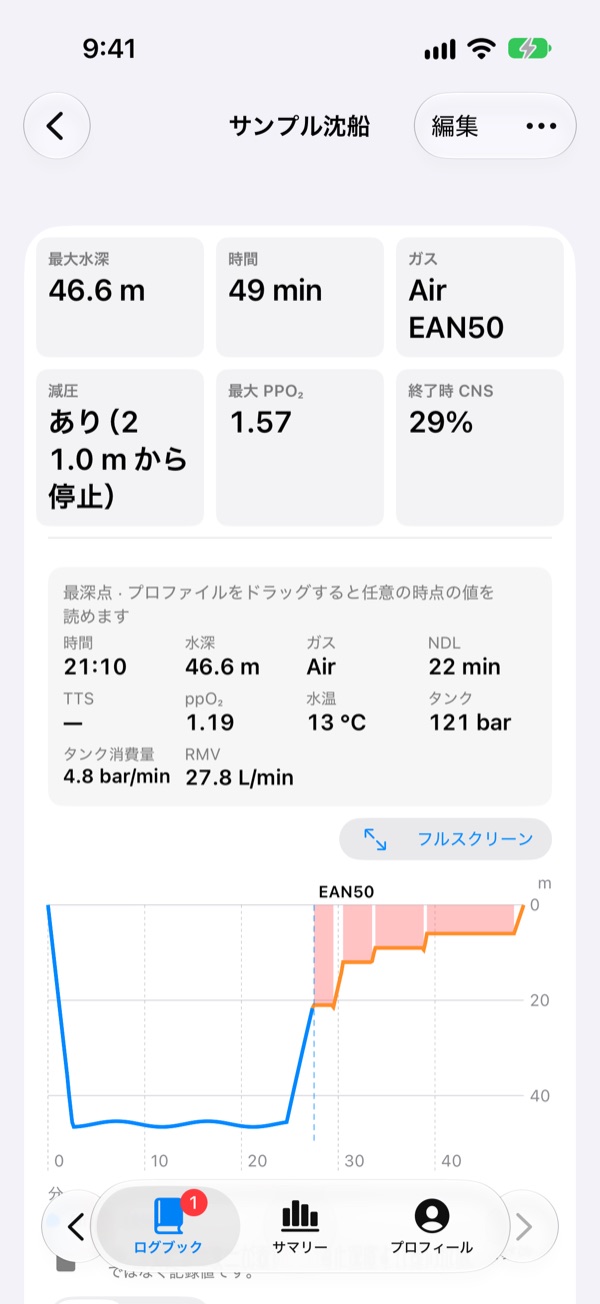 9:41
サンプル沈船
編集
最大水深
46.6 m
時間
49 min
ガス
Air
EAN50
減圧
あり（2
1.0 m から
停止）
最大 PPO₂
1.57
終了時 CNS
29%
最深点 · プロファイルをドラッグすると任意の時点の値を
読めます
時間
21:10
水深
46.6 m
ガス
Air
NDL
22 min
TTS
—
ppO₂
1.19
水温
13 °C
タンク
121 bar
タンク消費量
4.8 bar/min
RMV
27.8 L/min
フルスクリーン
EAN50
m
0
20
40
0
10
20
30
40
分
1
ログブック
サマリー
プロフィール
ではなく記録値です。